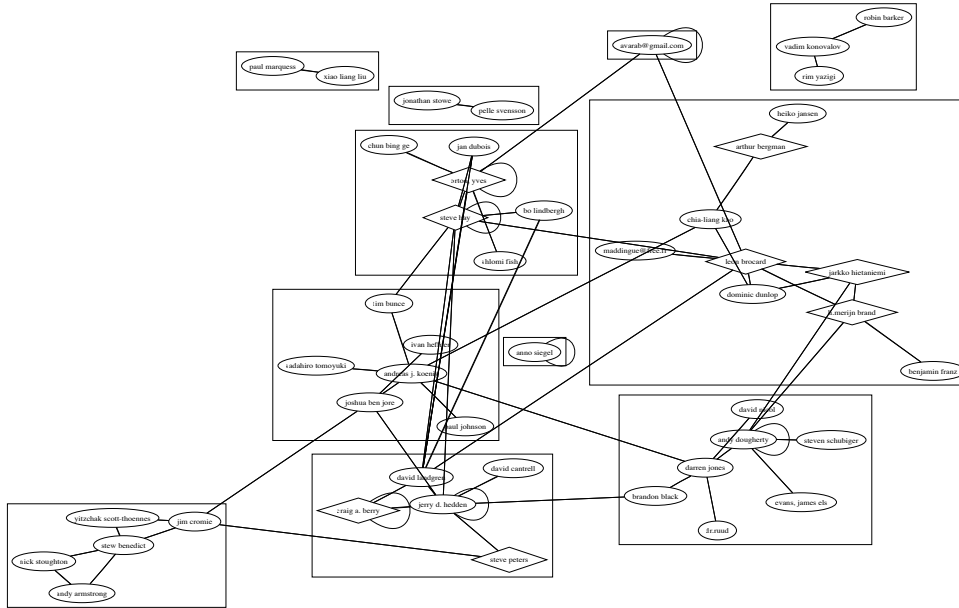 robin barker
avarab@gmail.com
vadim konovalov
paul marquess
xiao liang liu
rim yazigi
jonathan stowe
pelle svensson
heiko jansen
chun bing ge
jan dubois
arthur bergman
yves
bo lindbergh
steve hay
chia-liang kao
maddingue@free.fr
shlomi fish
leon brocard
jarkko hietaniemi
dominic dunlop
tim bunce
h.merijn brand
ivan heffner
anno siegel
sadahiro tomoyuki
andreas j. koenig
benjamin franz
joshua ben jore
david nicol
paul johnson
andy dougherty
steven schubiger
david cantrell
darren jones
david landgren
brandon black
evans, james els
jerry d. hedden
craig a. berry
yitzchak scott-thoennes
jim cromie
dr.ruud
stew benedict
nick stoughton
steve peters
andy armstrong